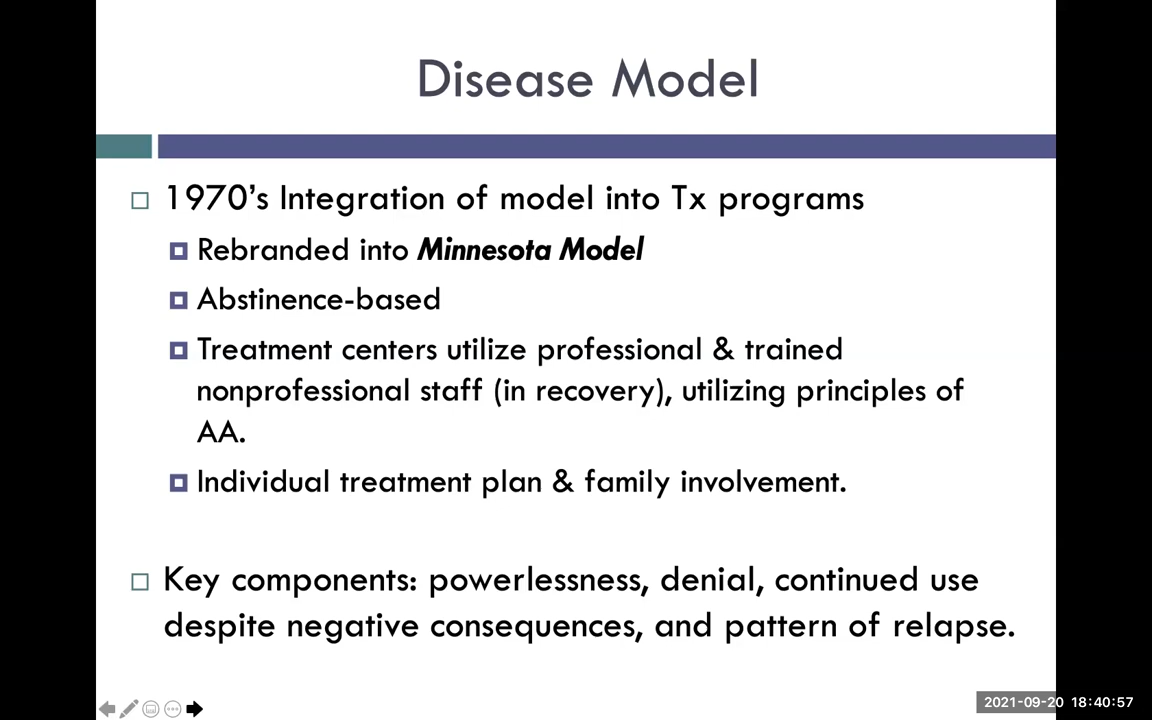 Disease Model
1970’s Integration of model into Tx programs
Rebranded into Minnesota Model
Abstinence-based
Treatment centers utilize professional & trained
nonprofessional staff (in recovery), utilizing principles of
AA.
Individual treatment plan & family involvement.
Key components: powerlessness, denial, continued use
despite negative consequences, and pattern of relapse.
2021-09-20 18:40:57